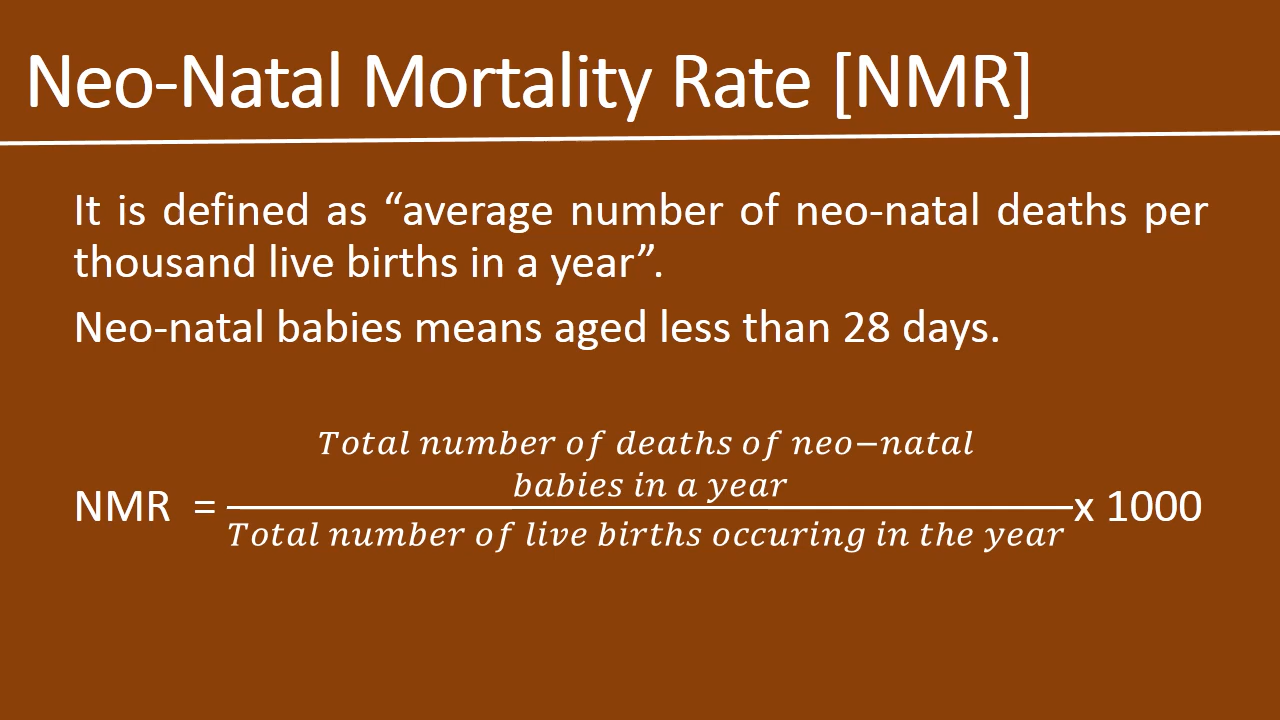 Neo-Natal Mortality Rate [NMR]
It is defined as “average number of neo-natal deaths per
thousand live births in a year”.
Neo-natal babies means aged less than 28 days.
Total number of deaths of neo−natal
babies in a year
NMR =
x 1000
Total number of live births occuring in the year